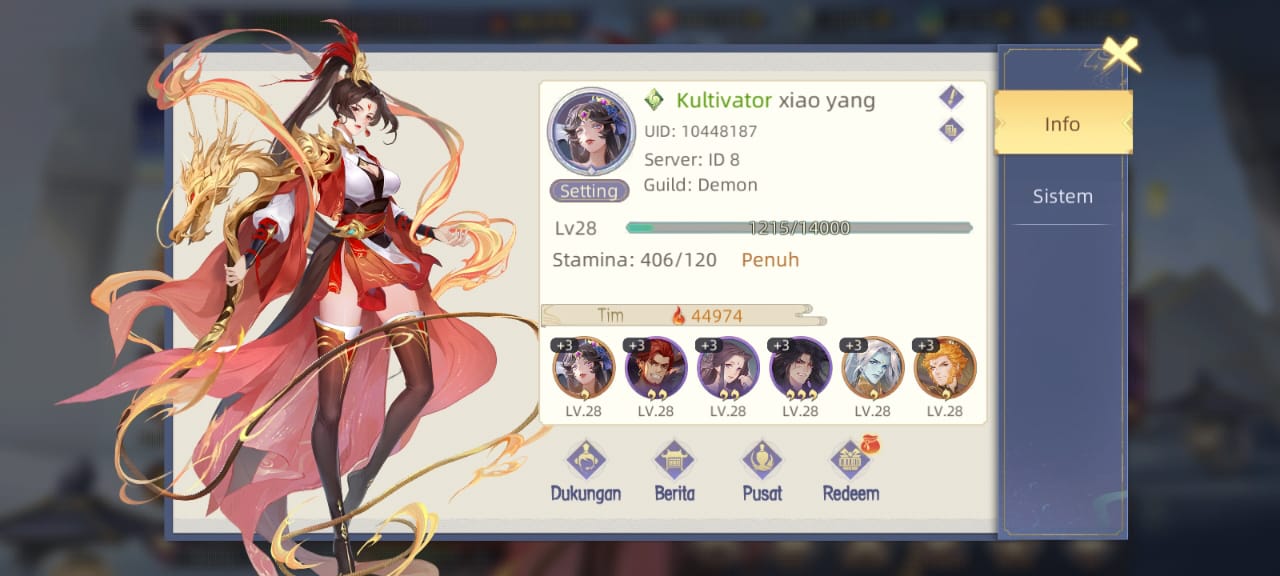 Kultivator xiao yang
UID: 10448187
Server: ID 8
Setting
Guild: Demon
Lv28
1215/14000
Stamina: 406/120 Penuh
Tim 44974
+3 +3 +3 +3 +3 +3
LV.28 LV.28 LV.28 LV.28 LV.28 LV.28
Dukungan Berita Pusat Redeem
Info
Sistem